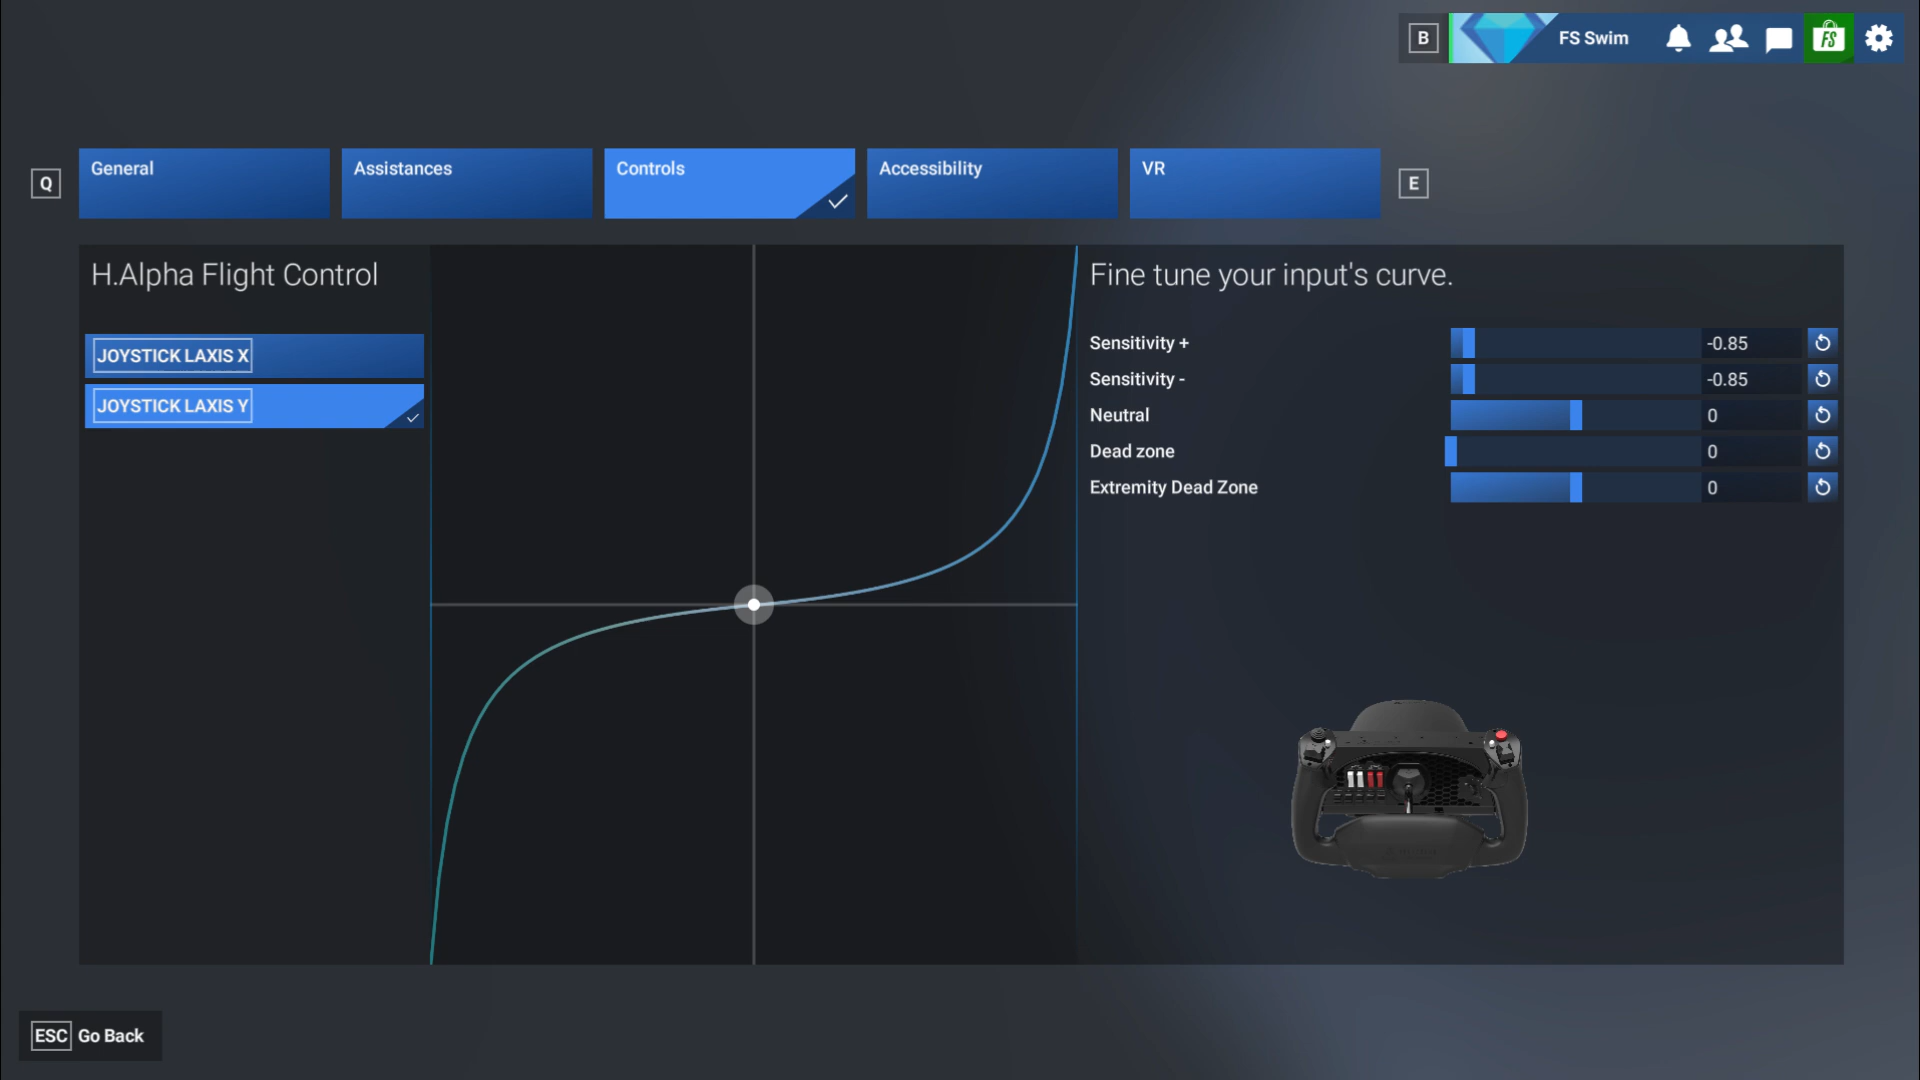 B
FS Swim
FS
Q
General
Assistances
Controls
Accessibility
VR
E
H.Alpha Flight Control
JOYSTICK LAXIS X
JOYSTICK LAXIS Y
Fine tune your input's curve.
Sensitivity +
-0.85
Sensitivity -
-0.85
Neutral
0
Dead zone
0
Extremity Dead Zone
0
ESC Go Back